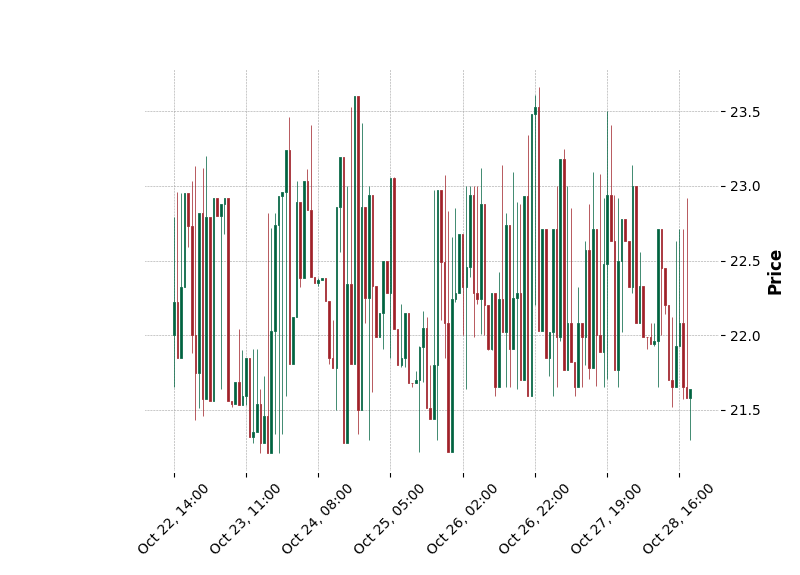 23.5
23.0
22.5
22.0
21.5
Price
Oct 22, 14:00
Oct 23, 11:00
Oct 24, 08:00
Oct 25, 05:00
Oct 26, 02:00
Oct 26, 22:00
Oct 27, 19:00
Oct 28, 16:00